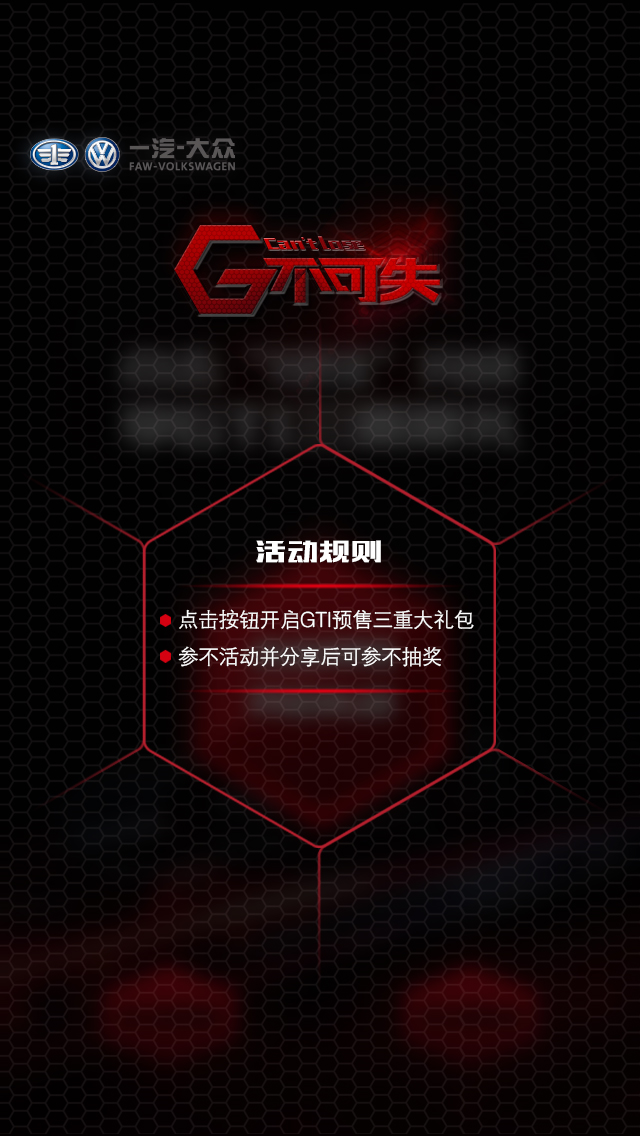 一汽-大众
FAW-VOLKSWAGEN
Can't lose
G不可失
活动规则
点击按钮开启GTI预售三重大礼包
参不活动并分享后可参不抽奖